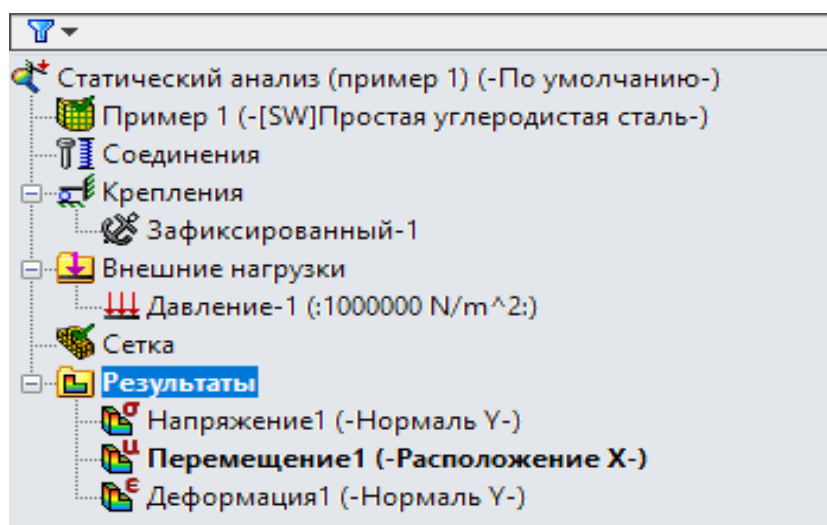 Статический анализ (пример 1) (-По умолчанию-)
Пример 1 (-[SW]Простая углеродистая сталь-)
Соединения
Крепления
Зафиксированный-1
Внешние нагрузки
Давление-1 (:1000000 N/m^2:)
Сетка
Результаты
Напряжение1 (-Нормаль Y-)
Перемещение1 (-Расположение X-)
Деформация1 (-Нормаль Y-)